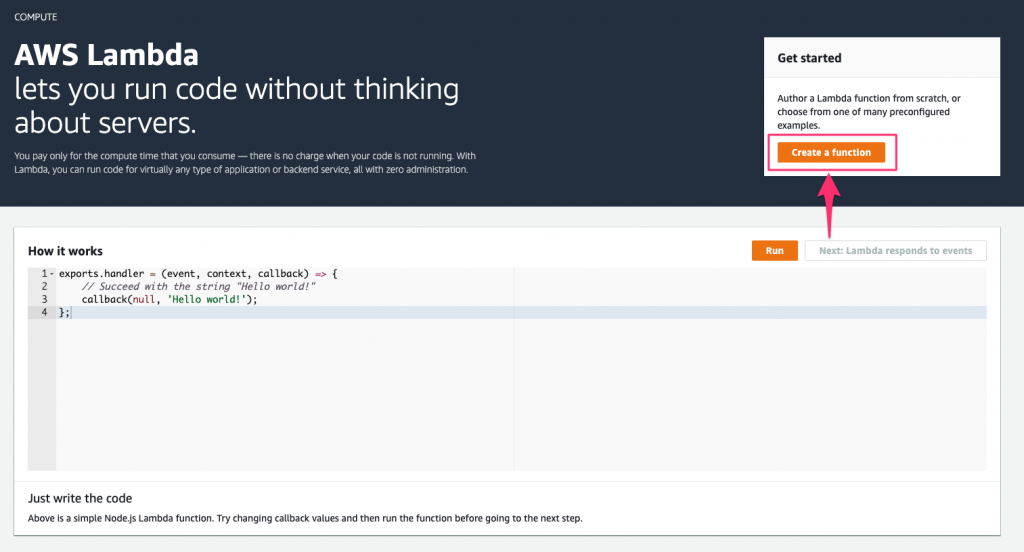 COMPUTE
AWS Lambda
lets you run code without thinking
about servers.
You pay only for the compute time that you consume — there is no charge when your code is not running. With
Lambda, you can run code for virtually any type of application or backend service, all with zero administration.
Get started
Author a Lambda function from scratch, or
choose from one of many preconfigured
examples.
Create a function
How it works
Run
Next: Lambda responds to events
1 exports.handler = (event, context, callback) => {
2     // Succeed with the string "Hello world!"
3     callback(null, 'Hello world!');
4 };
Just write the code
Above is a simple Node.js Lambda function. Try changing callback values and then run the function before going to the next step.